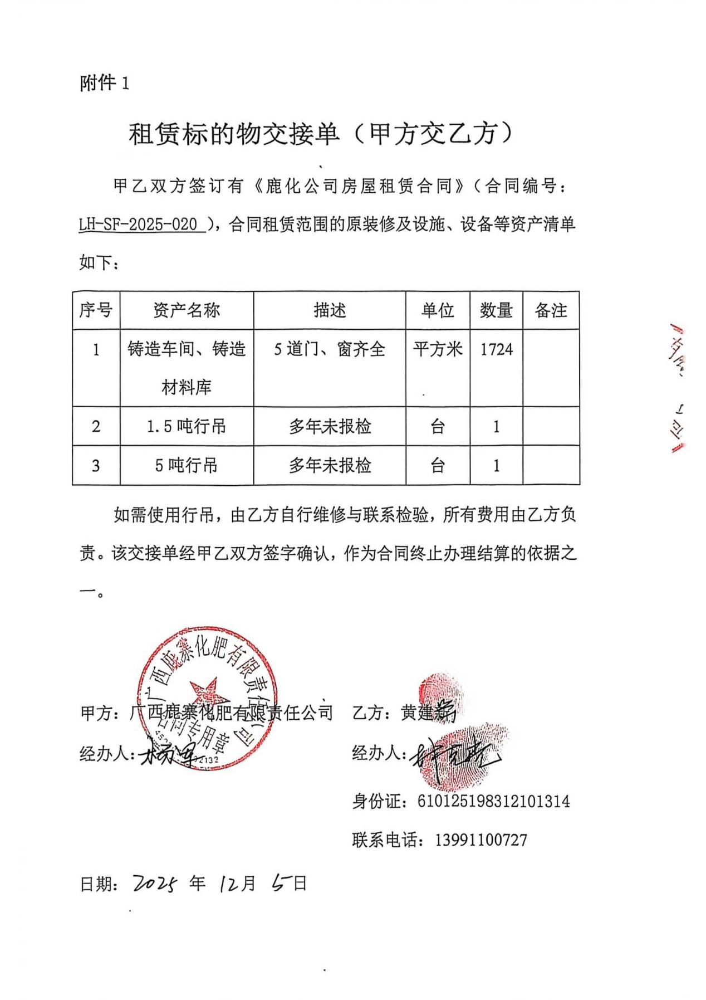 附件 1
租赁标的物交接单（甲方交乙方）
甲乙双方签订有《鹿化公司房屋租赁合同》（合同编号：
LH-SF-2025-020 ），合同租赁范围的原装修及设施、设备等资产清单
如下：
序号 资产名称 描述 单位 数量 备注
1 铸造车间、铸造 5 道门、窗齐全 平方米 1724
材料库
2 1.5 吨行吊 多年未报检 台 1
3 5 吨行吊 多年未报检 台 1
如需使用行吊，由乙方自行维修与联系检验，所有费用由乙方负
责。该交接单经甲乙双方签字确认，作为合同终止办理结算的依据之
一。
广西鹿寨化肥有限责任公司
合同专用章
甲方：广西鹿寨化肥有限责任公司 乙方：黄建
经办人： 经办人：
身份证：610125198312101314
联系电话：13991100727
日期：2025 年 12月 5日